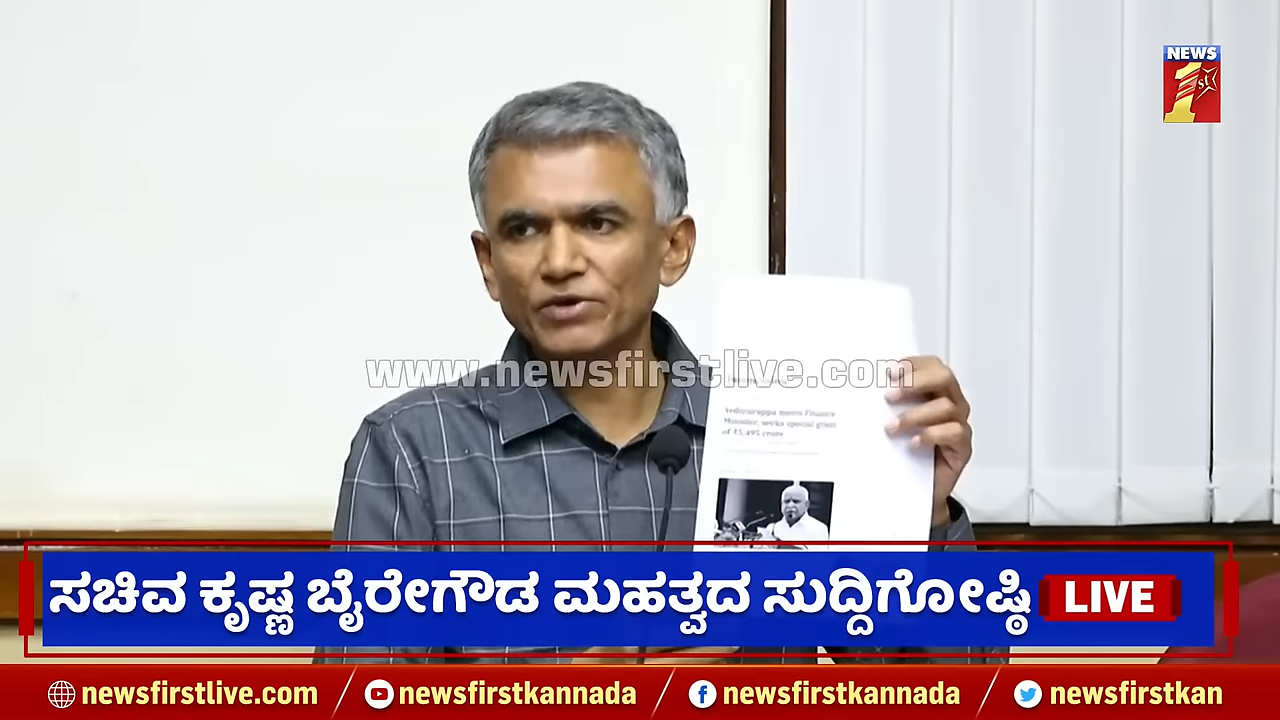 NEWS
1st
www.newsfirstlive.com
Yediyurappa meets Finance
Minister, seeks special grant
of ₹5,495 crore
ಸಚಿವ ಕೃಷ್ಣ ಬೈರೇಗೌಡ ಮಹತ್ವದ ಸುದ್ದಿಗೋಷ್ಠಿ LIVE
newsfirstlive.com newsfirstkannada newsfirstkannada newsfirstkan